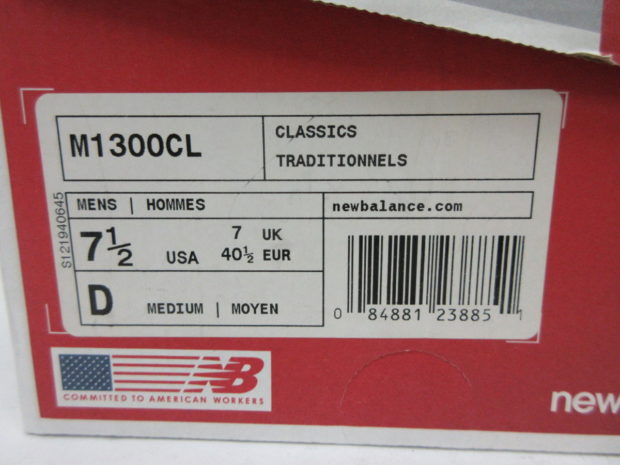 M1300CL
CLASSICS
TRADITIONNELS
S121940645
MENS | HOMMES
newbalance.com
7½ USA
7 UK
40½ EUR
D MEDIUM | MOYEN
0 84881 23885 1
NB
COMMITTED TO AMERICAN WORKERS
new